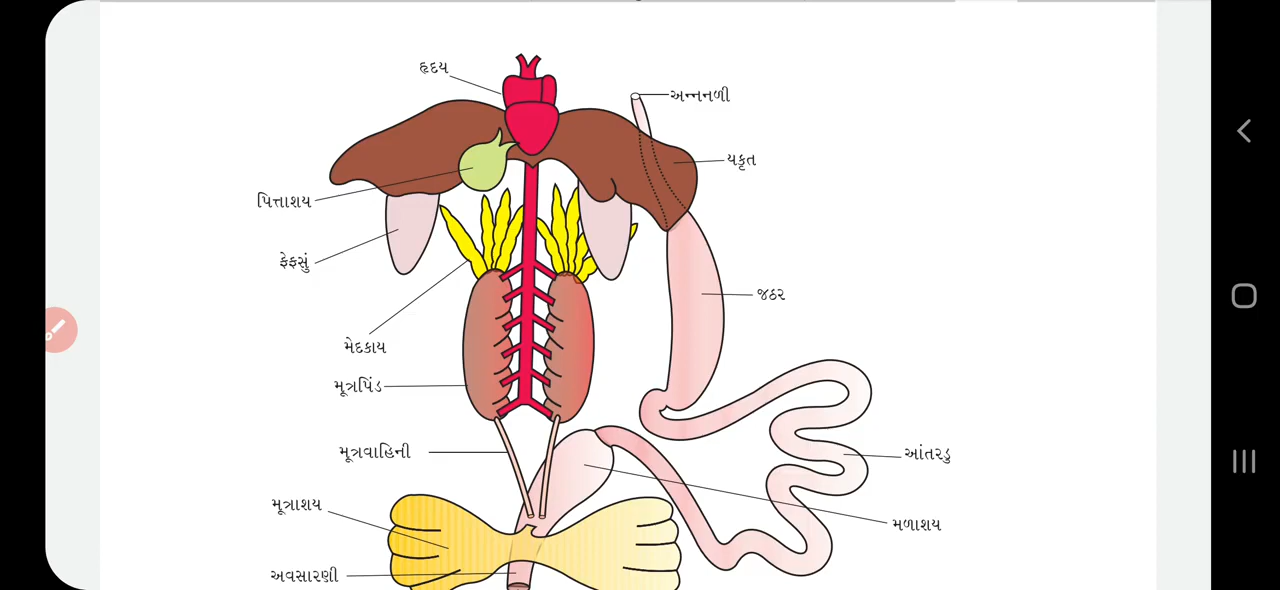 હૃદય
અન્નનળી
યકૃત
પિત્તાશય
ફેફસું
જઠર
મેદકાય
મૂત્રપિંડ
મૂત્રવાહિની
આંતરડુ
મૂત્રાશય
મળાશય
અવસારણી